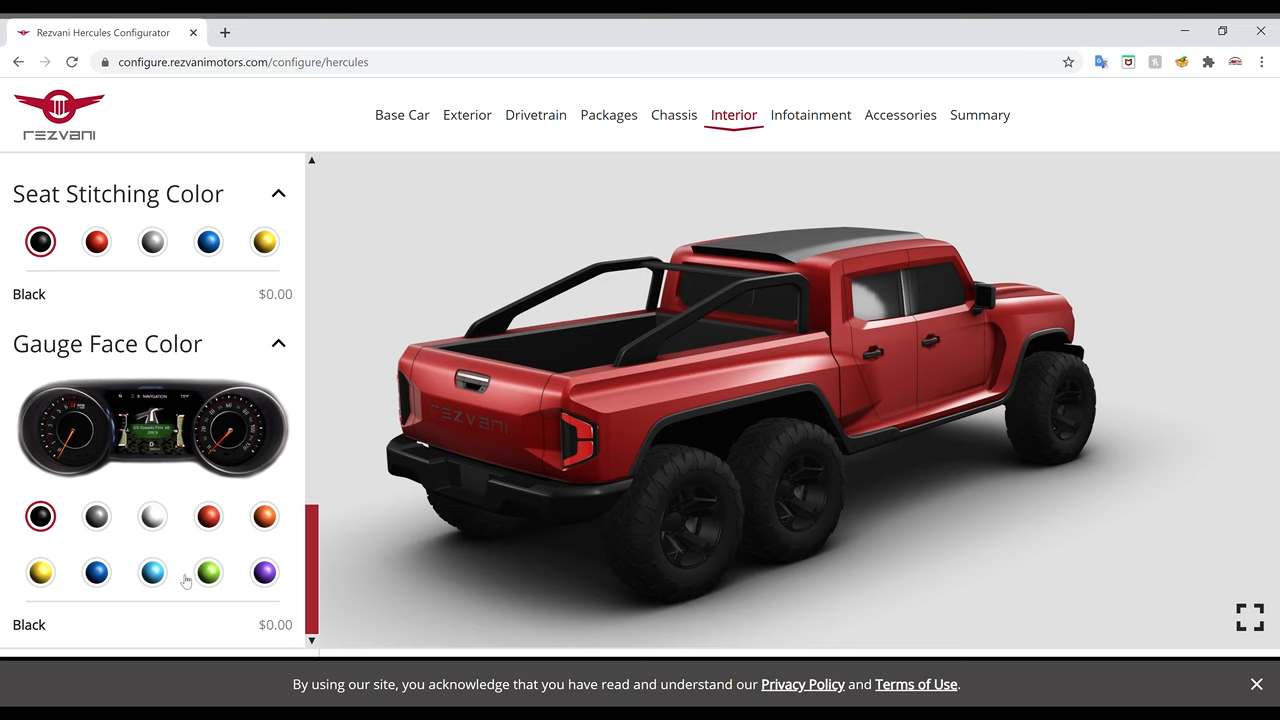 Rezvani Hercules Configurator
configure.rezvanimotors.com/configure/hercules
REZVANI
Base Car Exterior Drivetrain Packages Chassis Interior Infotainment Accessories Summary
Seat Stitching Color
Black $0.00
Gauge Face Color
NAVIGATION
Black $0.00
REZVANI
By using our site, you acknowledge that you have read and understand our Privacy Policy and Terms of Use.